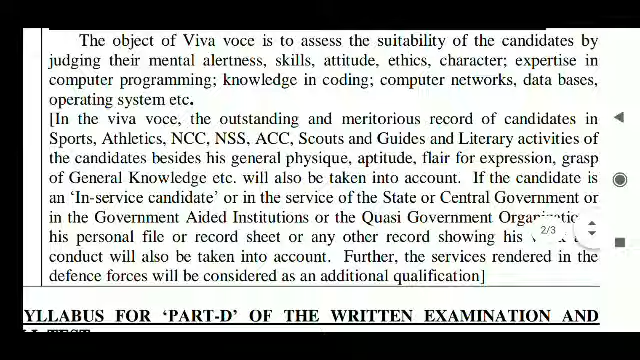 The object of Viva voce is to assess the suitability of the candidates by
judging their mental alertness, skills, attitude, ethics, character; expertise in
computer programming; knowledge in coding; computer networks, data bases,
operating system etc.
[In the viva voce, the outstanding and meritorious record of candidates in
Sports, Athletics, NCC, NSS, ACC, Scouts and Guides and Literary activities of
the candidates besides his general physique, aptitude, flair for expression, grasp
of General Knowledge etc. will also be taken into account. If the candidate is
an ‘In-service candidate’ or in the service of the State or Central Government or
in the Government Aided Institutions or the Quasi Government
his personal file or record sheet or any other record showing his
2/3
conduct will also be taken into account. Further, the services rendered in the
defence forces will be considered as an additional qualification]
YLLABUS FOR ‘PART-D’ OF THE WRITTEN EXAMINATION AND